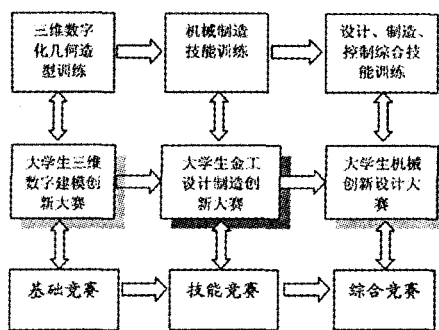 三维数字
化几何造
型训练
机械制造
技能训练
设计、制造、
控制综合技
能训练
大学生三维
数字建模创
新大赛
大学生金工
设计制造创
新大赛
大学生机械
创新设计大
赛
基础竞赛
技能竞赛
综合竞赛